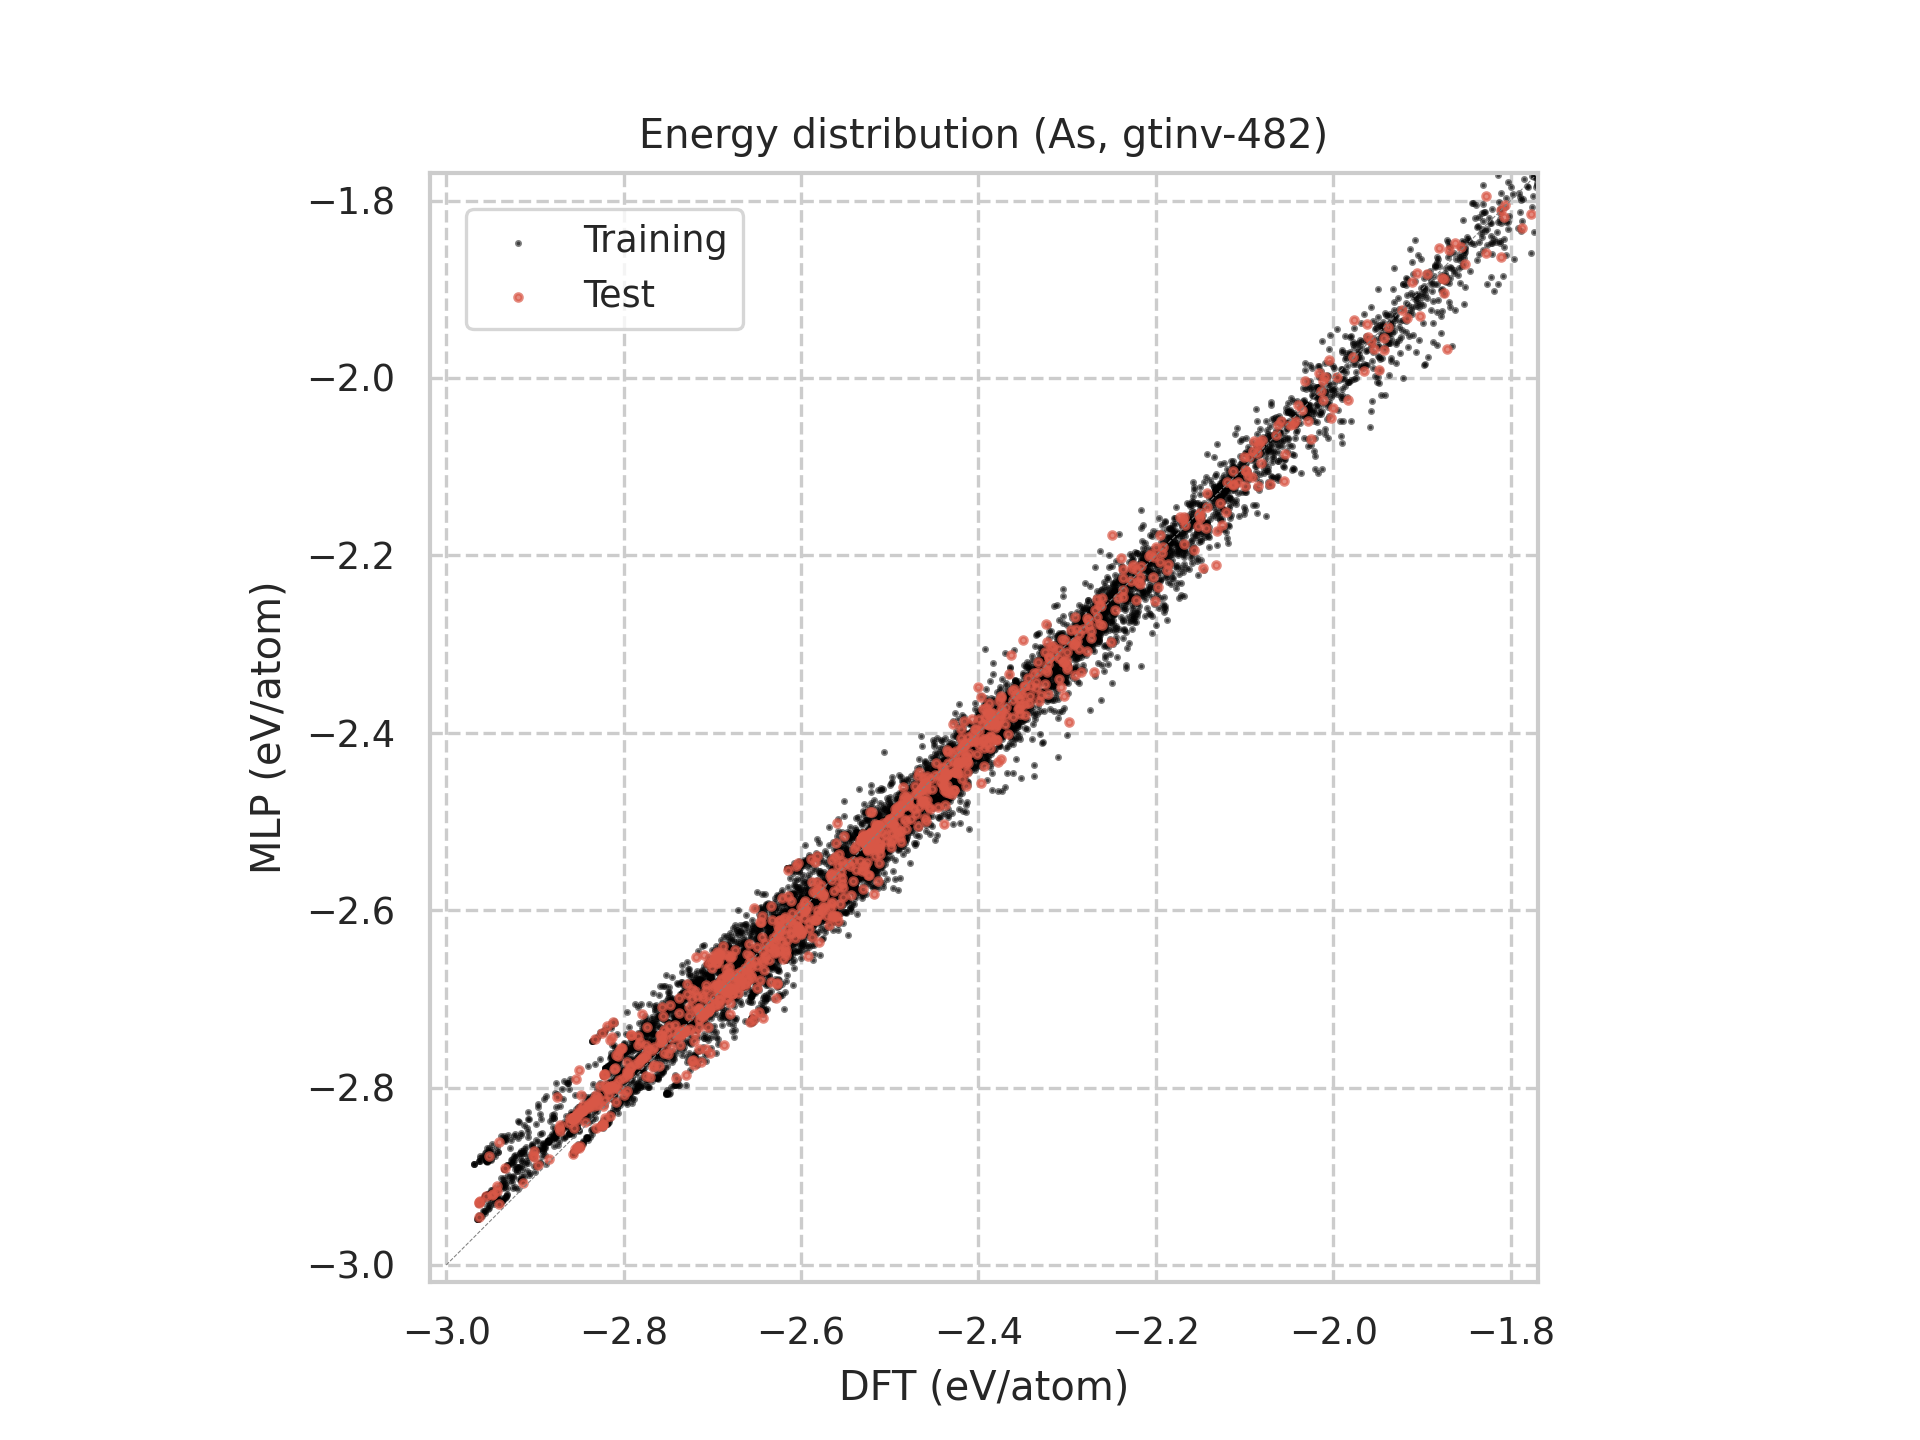 Energy distribution (As, gtinv-482)
Training
Test
−1.8
−2.0
−2.2
−2.4
−2.6
−2.8
−3.0
MLP (eV/atom)
−3.0 −2.8 −2.6 −2.4 −2.2 −2.0 −1.8
DFT (eV/atom)